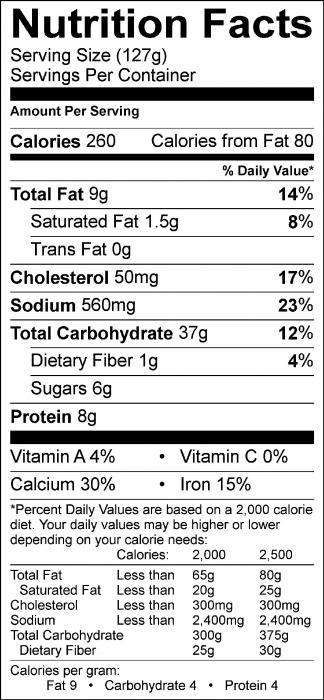 Nutrition Facts
Serving Size (127g)
Servings Per Container
Amount Per Serving
Calories 260 Calories from Fat 80
% Daily Value*
Total Fat 9g 14%
Saturated Fat 1.5g 8%
Trans Fat 0g
Cholesterol 50mg 17%
Sodium 560mg 23%
Total Carbohydrate 37g 12%
Dietary Fiber 1g 4%
Sugars 6g
Protein 8g
Vitamin A 4% • Vitamin C 0%
Calcium 30% • Iron 15%
*Percent Daily Values are based on a 2,000 calorie
diet. Your daily values may be higher or lower
depending on your calorie needs:
Calories: 2,000 2,500
Total Fat Less than 65g 80g
Saturated Fat Less than 20g 25g
Cholesterol Less than 300mg 300mg
Sodium Less than 2,400mg 2,400mg
Total Carbohydrate 300g 375g
Dietary Fiber 25g 30g
Calories per gram:
Fat 9 • Carbohydrate 4 • Protein 4